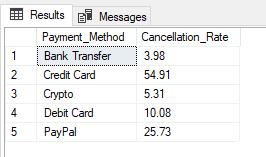 Results Messages
Payment_Method Cancellation_Rate
1 Bank Transfer 3.98
2 Credit Card 54.91
3 Crypto 5.31
4 Debit Card 10.08
5 PayPal 25.73